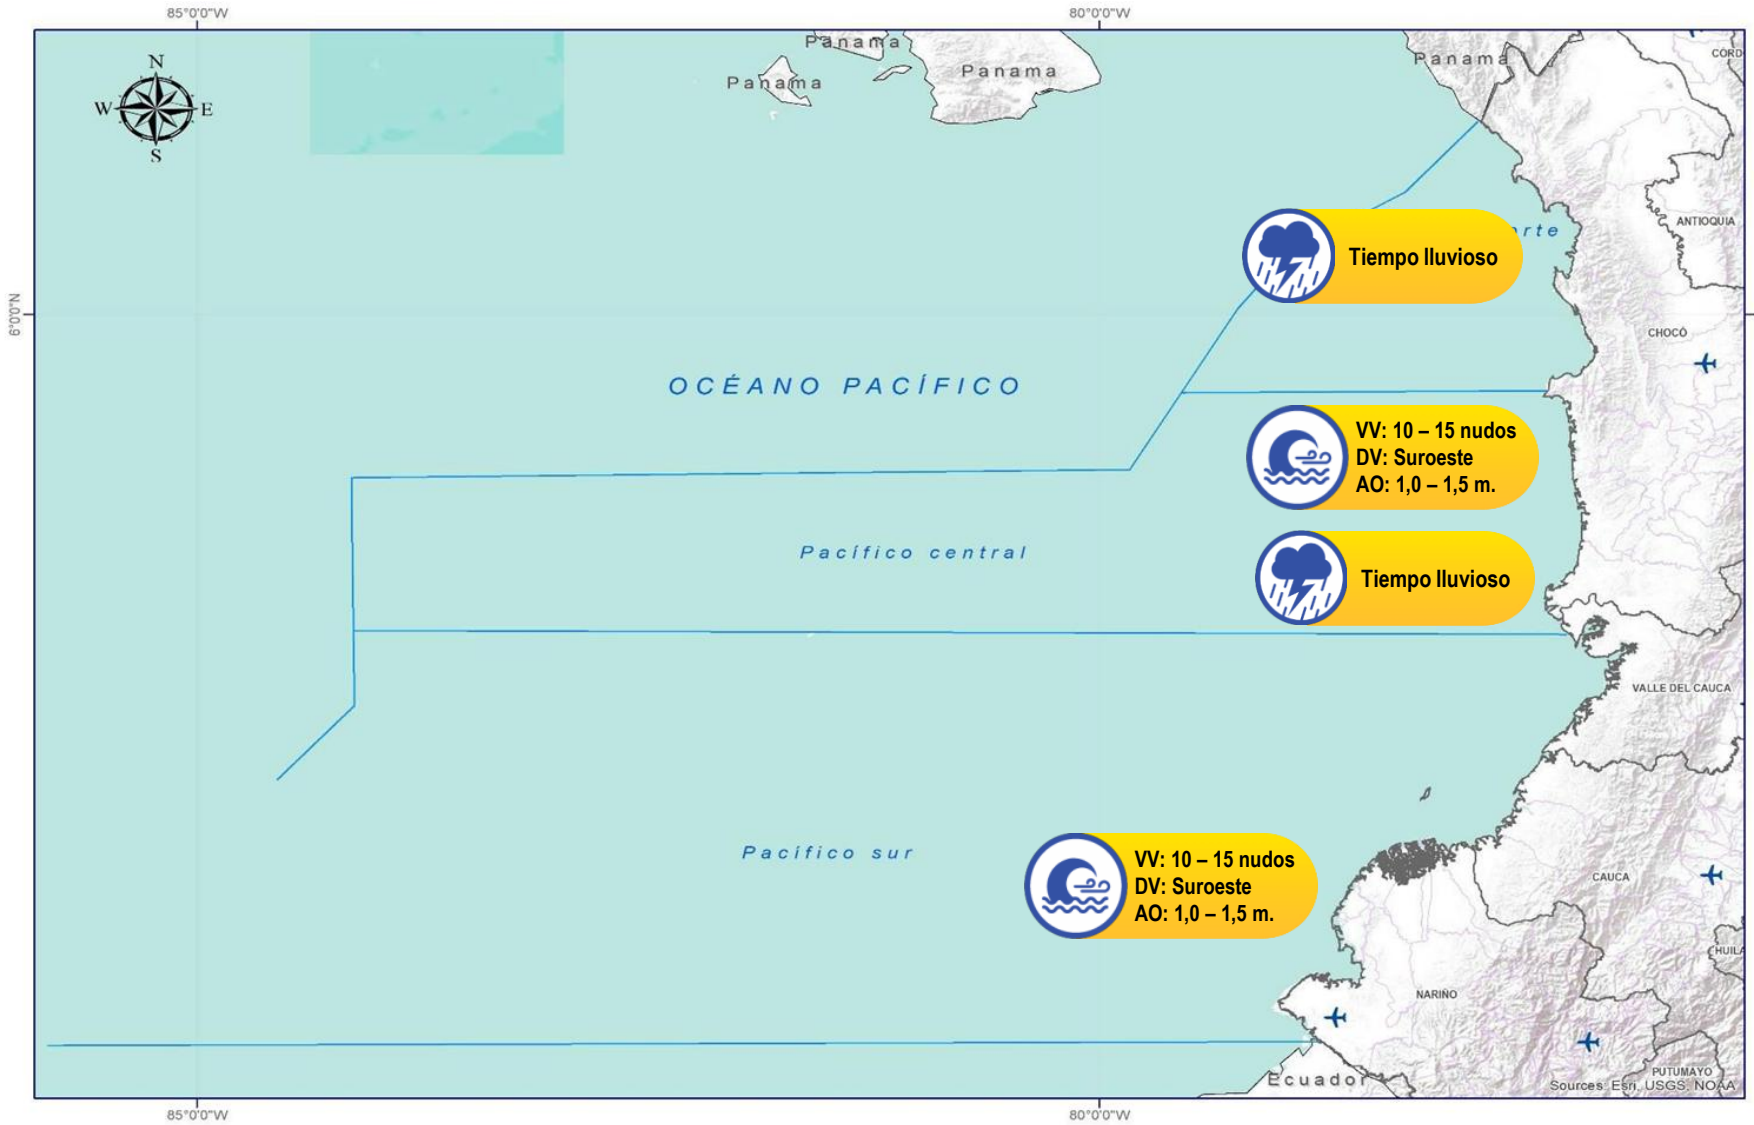 85°0'0"W
80°0'0"W
N
W
E
S
Panama
Panama
Panama
Panama
ANTIOQUIA
Tiempo lluvioso
6°0'0"N
CHOCÓ
OCÉANO PACÍFICO
VV: 10 – 15 nudos
DV: Suroeste
AO: 1,0 – 1,5 m.
Pacífico central
Tiempo lluvioso
VALLE DEL CAUCA
Pacífico sur
VV: 10 – 15 nudos
DV: Suroeste
AO: 1,0 – 1,5 m.
CAUCA
HUILA
NARIÑO
Ecuador
PUTUMAYO
Sources: Esri, USGS, NOAA
85°0'0"W
80°0'0"W